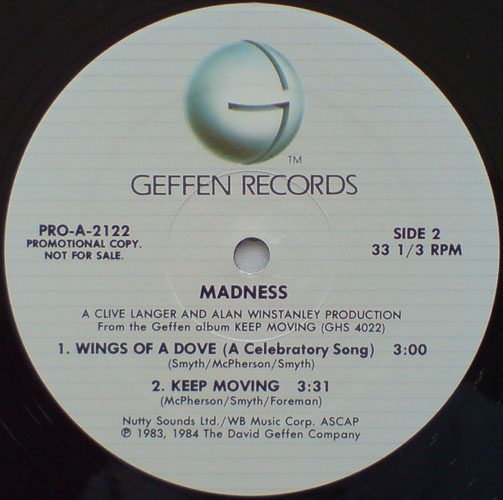 TM
GEFFEN RECORDS
PRO-A-2122
PROMOTIONAL COPY.
NOT FOR SALE.
SIDE 2
33 1/3 RPM
MADNESS
A CLIVE LANGER AND ALAN WINSTANLEY PRODUCTION
From the Geffen album KEEP MOVING (GHS 4022)
1. WINGS OF A DOVE (A Celebratory Song) 3:00
(Smyth/McPherson/Smyth)
2. KEEP MOVING 3:31
(McPherson/Smyth/Foreman)
Nutty Sounds Ltd./WB Music Corp. ASCAP
℗ 1983, 1984 The David Geffen Company